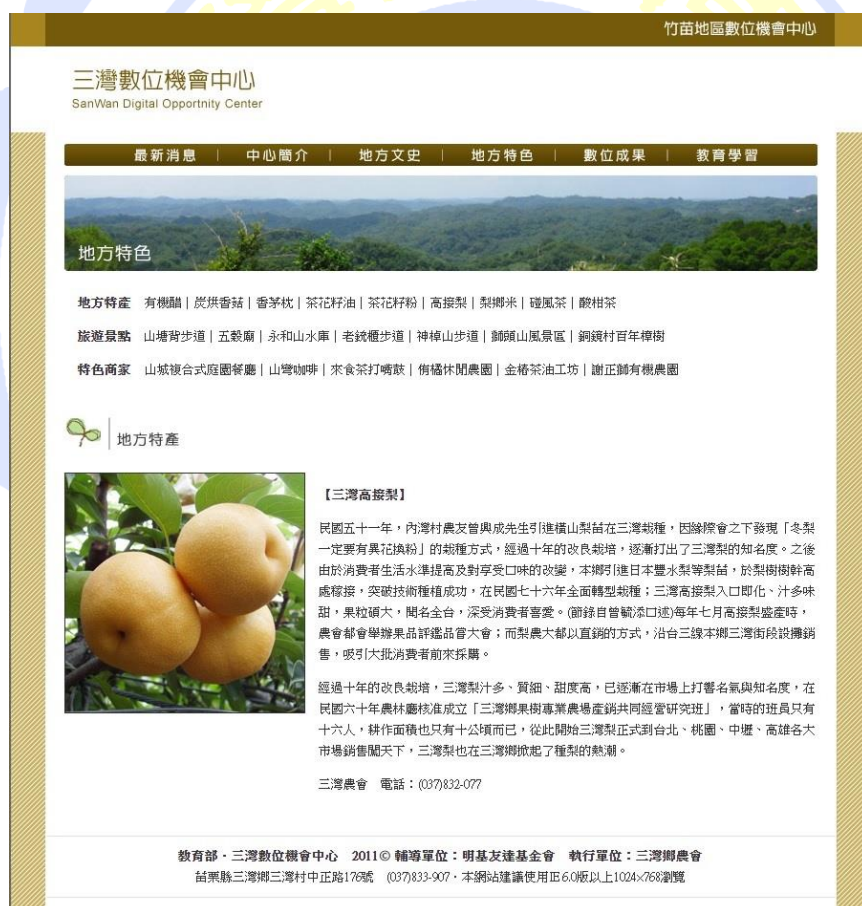 竹苗地區數位機會中心
三灣數位機會中心
SanWan Digital Opportnity Center
最新消息 | 中心簡介 | 地方文史 | 地方特色 | 數位成果 | 教育學習
地方特色
地方特產 有機醋 | 炭烘香菇 | 香茅枕 | 茶花籽油 | 茶花籽粉 | 高接梨 | 梨鄉米 | 碰風茶 | 酸柑茶
旅遊景點 山塘背步道 | 五穀廟 | 永和山水庫 | 老銃櫃步道 | 神棹山步道 | 獅頭山風景區 | 銅鏡村百年樟樹
特色商家 山城複合式庭園餐廳 | 山彎咖啡 | 來食茶打嘴鼓 | 侑橘休閒農園 | 金椿茶油工坊 | 謝正師有機農園
地方特產
【三灣高接梨】
民國五十一年，內灣村農友曾興成先生引進橫山梨苗在三灣栽種，因緣際會之下發現「冬梨
一定要有異花換粉」的栽種方式，經過十年的改良栽培，逐漸打出了三灣梨的知名度。之後
由於消費者生活水準提高及對享受口味的改變，本鄉引進日本豐水梨等梨苗，於梨樹樹幹高
處嫁接，突破技術種植成功，在民國七十六年全面轉型栽種；三灣高接梨入口即化、汁多味
甜，果粒碩大，聞名全台，深受消費者喜愛。(節錄自曾毓添口述)每年七月高接梨盛產時，
農會都會舉辦果品評鑑品嘗大會；而梨農大都以直銷的方式，沿台三線本鄉三灣街段設攤銷
售，吸引大批消費者前來採購。
經過十年的改良栽培，三灣梨汁多、質細、甜度高，已逐漸在市場上打響名氣與知名度，在
民國六十年農林廳核准成立「三灣鄉果樹專業農場產銷共同經營研究班」，當時的班員只有
十六人，耕作面積也只有十公頃而已，從此開始三灣梨正式到台北、桃園、中壢、高雄各大
市場銷售闖天下，三灣梨也在三灣鄉掀起了種梨的熱潮。
三灣農會 電話：(037)832-077
教育部‧三灣數位機會中心 2011© 輔導單位：明基友達基金會 執行單位：三灣鄉農會
苗栗縣三灣鄉三灣村中正路176號 (037)833-907‧本網站建議使用IE6.0版以上1024×768瀏覽